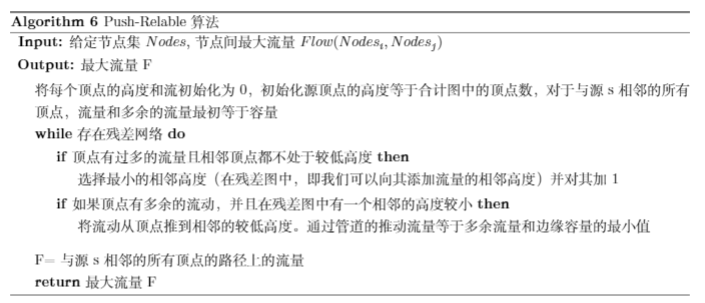 Algorithm 6 Push-Relable 算法
Input: 给定节点集 Nodes, 节点间最大流量 Flow(Nodes_i, Nodes_j)
Output: 最大流量 F
将每个顶点的高度和流初始化为 0，初始化源顶点的高度等于合计图中的顶点数，对于与源 s 相邻的所有
顶点，流量和多余的流量最初等于容量
while 存在残差网络 do
if 顶点有过多的流量且相邻顶点都不处于较低高度 then
选择最小的相邻高度（在残差图中，即我们可以向其添加流量的相邻高度）并对其加 1
if 如果顶点有多余的流动，并且在残差图中有一个相邻的高度较小 then
将流动从顶点推到相邻的较低高度。通过管道的推动流量等于多余流量和边缘容量的最小值
F= 与源 s 相邻的所有顶点的路径上的流量
return 最大流量 F